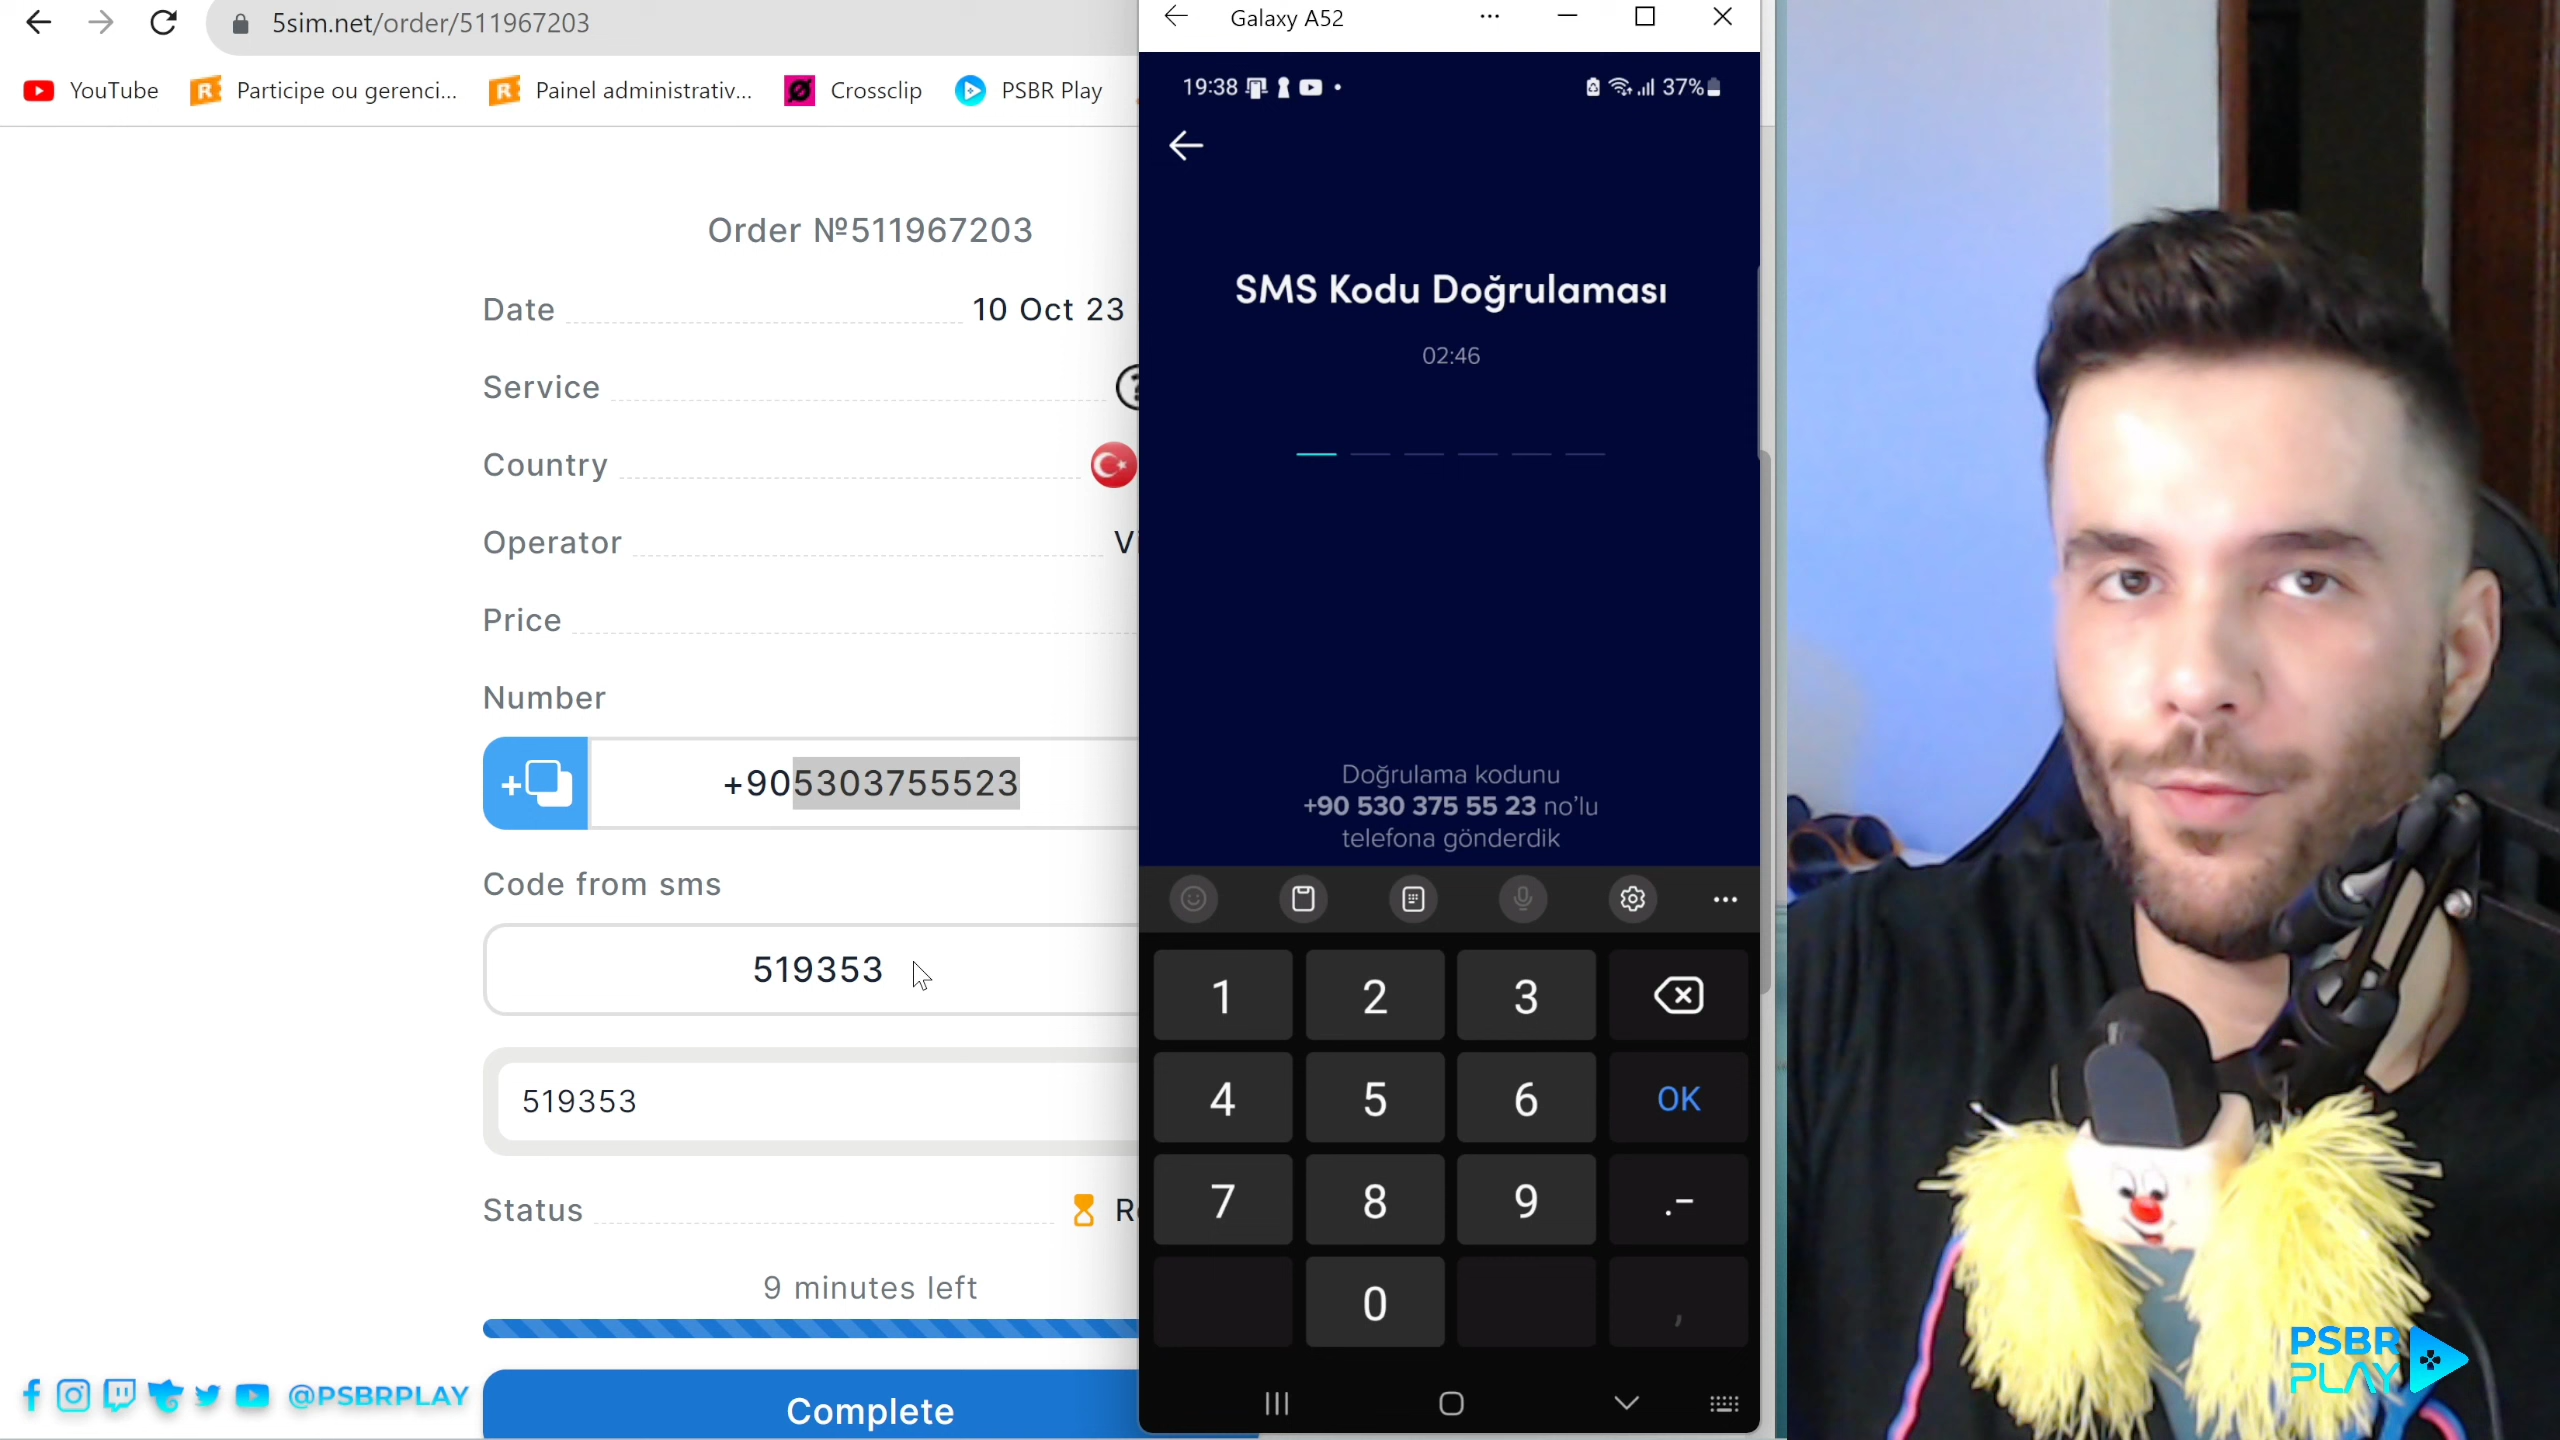 5sim.net/order/511967203
YouTube
Participe ou gerenci...
Painel administrativ...
Crossclip
PSBR Play
Order №511967203
Date
10 Oct 23
Service
Country
Operator
Price
Number
+905303755523
Code from sms
519353
519353
Status
9 minutes left
Complete
@PSBRPLAY
Galaxy A52
19:38
37%
SMS Kodu Doğrulaması
02:46
Doğrulama kodunu
+90 530 375 55 23 no'lu
telefona gönderdik
1
2
3
4
5
6
OK
7
8
9
.-
0
,
PSBR
PLAY